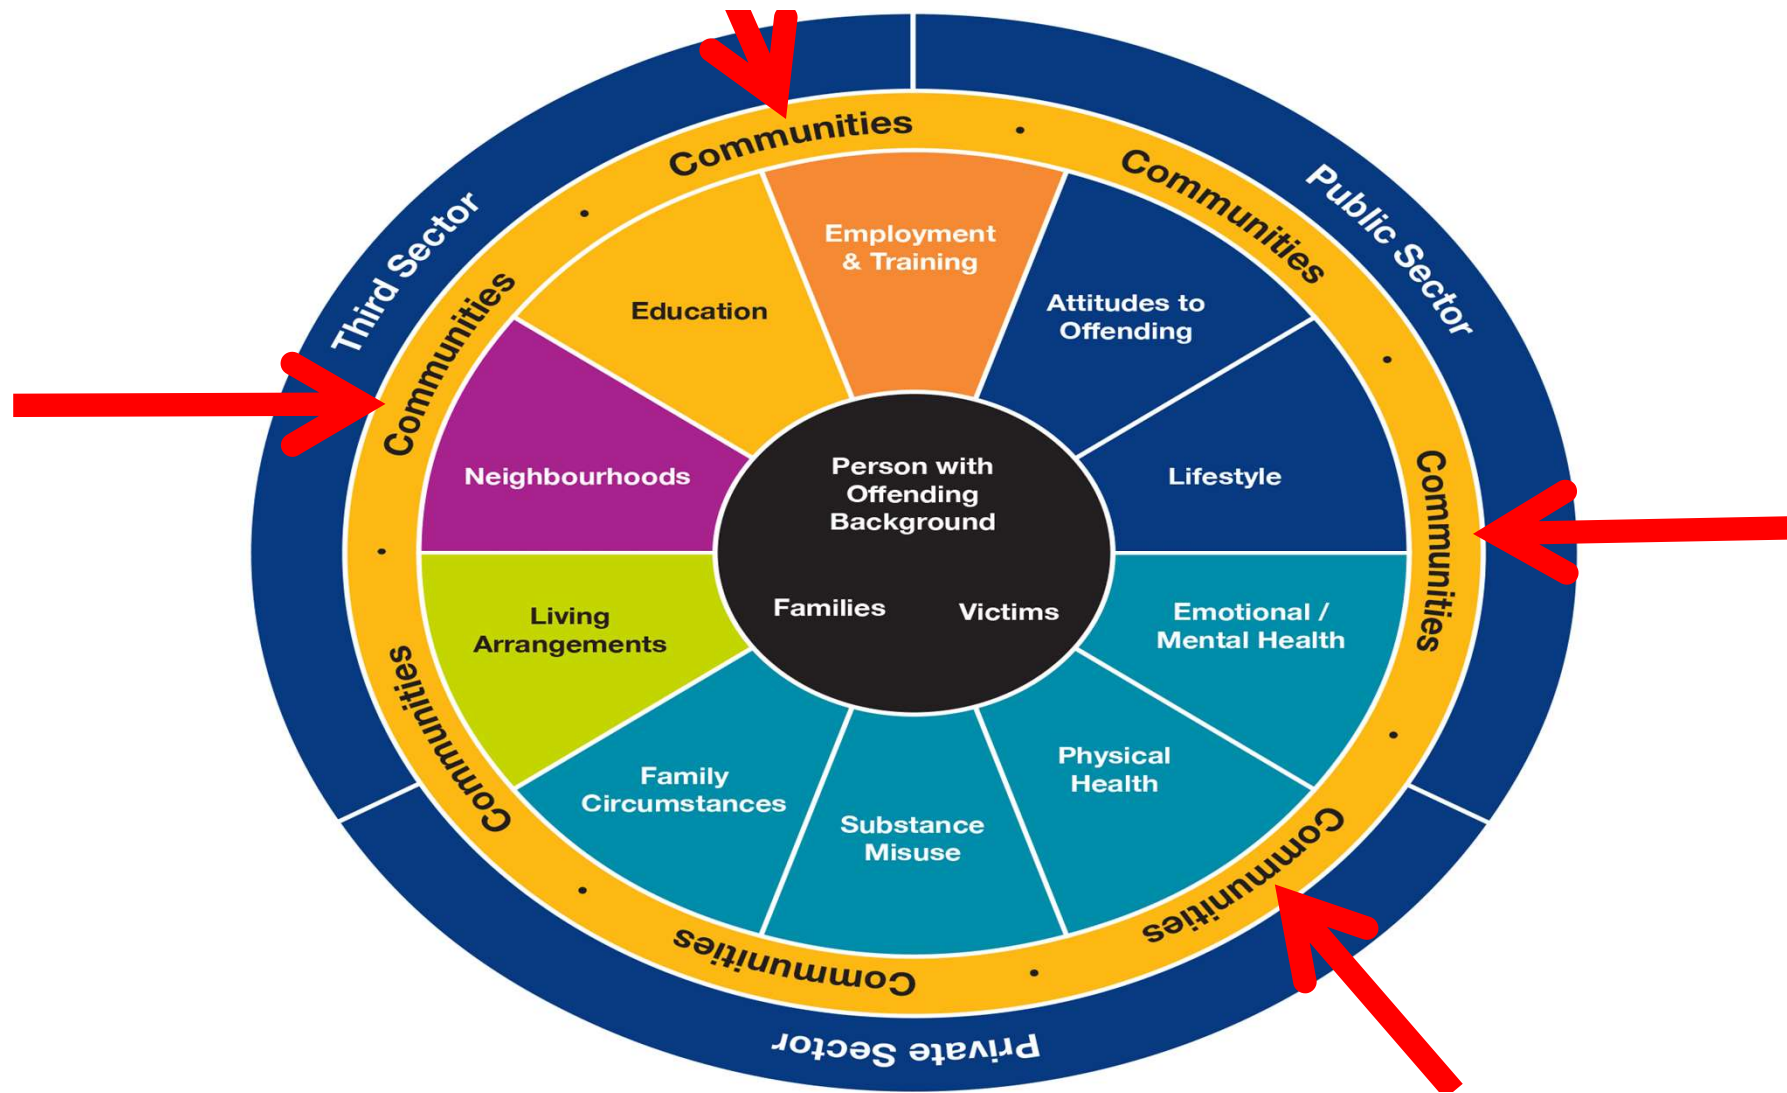 Third Sector
Public Sector
Private Sector
Communities
Communities
Communities
Communities
Communities
Communities
Communities
Employment
& Training
Attitudes to
Offending
Lifestyle
Emotional /
Mental Health
Physical
Health
Substance
Misuse
Family
Circumstances
Living
Arrangements
Neighbourhoods
Education
Person with
Offending
Background
Families
Victims